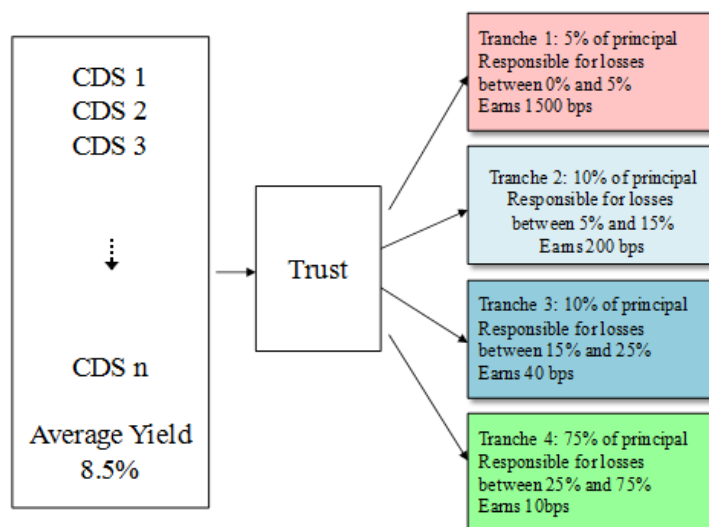 CDS 1
CDS 2
CDS 3
CDS n
Average Yield
8.5%
Trust
Tranche 1: 5% of principal
Responsible for losses
between 0% and 5%
Earns 1500 bps
Tranche 2: 10% of principal
Responsible for losses
between 5% and 15%
Earns 200 bps
Tranche 3: 10% of principal
Responsible for losses
between 15% and 25%
Earns 40 bps
Tranche 4: 75% of principal
Responsible for losses
between 25% and 75%
Earns 10bps